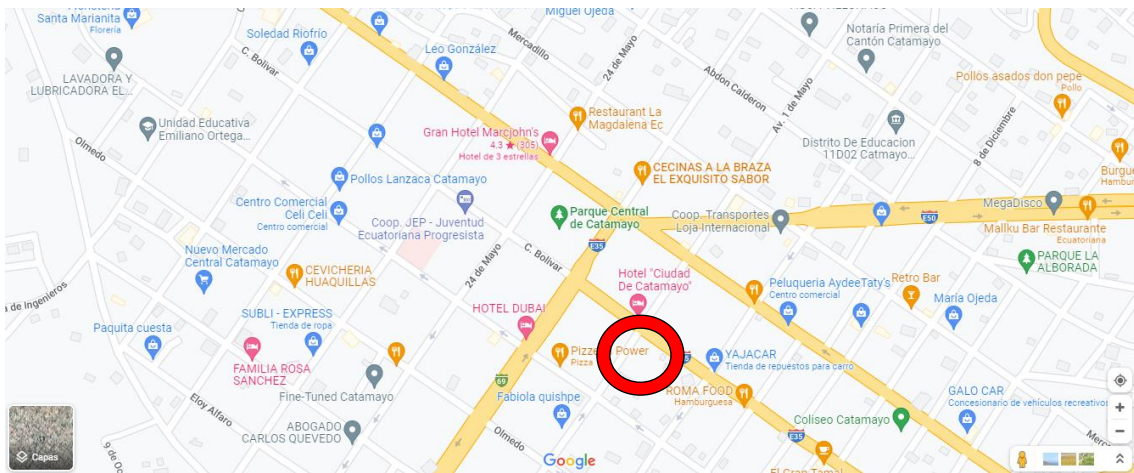 Santa Marianita
Florería
Soledad Riofrío
Miguel Ojeda
Notaría Primera del
Cantón Catamayo
C. Bolivar
Leo González
Mercadillo
24 de Mayo
LAVADORA Y
LUBRICADORA EL...
Abdon Calderon
Av. 1 de Mayo
Pollos asados don pepe
Pollo
Unidad Educativa
Emiliano Ortega...
Restaurant La
Magdalena Ec
Olmedo
Gran Hotel Marcjohn's
4.3 ★ (305)
Hotel de 3 estrellas
Distrito De Educacion
11D02 Catmayo...
8 de Diciembre
CECINAS A LA BRAZA
EL EXQUISITO SABOR
Burgue
Hambur
Pollos Lanzaca Catamayo
Centro Comercial
Celi Celi
Centro comercial
Coop. JEP - Juventud
Ecuatoriana Progresista
Parque Central
de Catamayo
Coop. Transportes
Loja Internacional
E50
MegaDisco
Mallku Bar Restaurante
Ecuatoriana
E35
Nuevo Mercado
Central Catamayo
C. Bolivar
24 de Mayo
PARQUE LA
ALBORADA
CEVICHERIA
HUAQUILLAS
Hotel "Ciudad
De Catamayo"
Peluqueria AydeeTaty's
Centro comercial
Retro Bar
María Ojeda
a de Ingenieros
SUBLI - EXPRESS
Tienda de ropa
HOTEL DUBAI
Paquita cuesta
Power
Pizza
YAJACAR
Tienda de repuestos para carro
FAMILIA ROSA
SANCHEZ
69
Fine-Tuned Catamayo
Fabiola quishpe
ROMA FOOD
Hamburguesa
GALO CAR
Concesionario de vehículos recreativos
Eloy Alfaro
Coliseo Catamayo
ABOGADO
CARLOS QUEVEDO
Olmedo
E35
9 de Oc
Merc
Capas
Google
El Gran Tamal